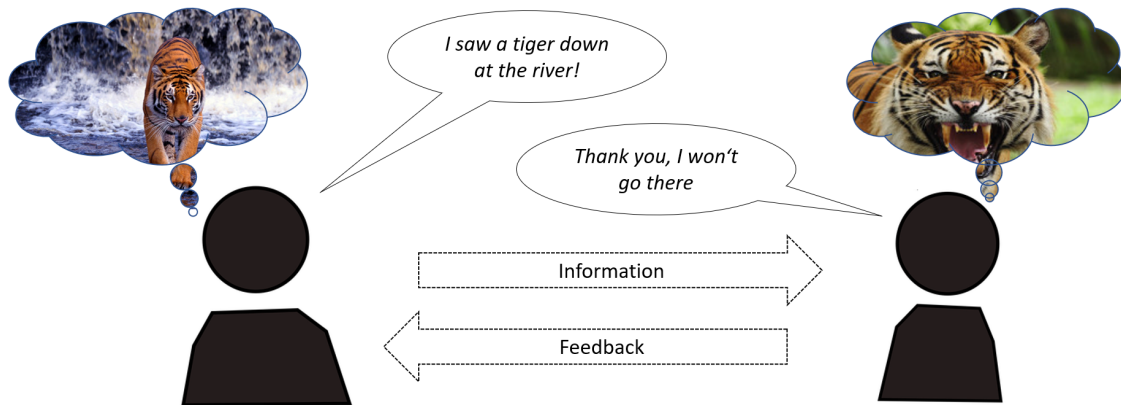 I saw a tiger down
at the river!
Thank you, I won‘t
go there
Information
Feedback